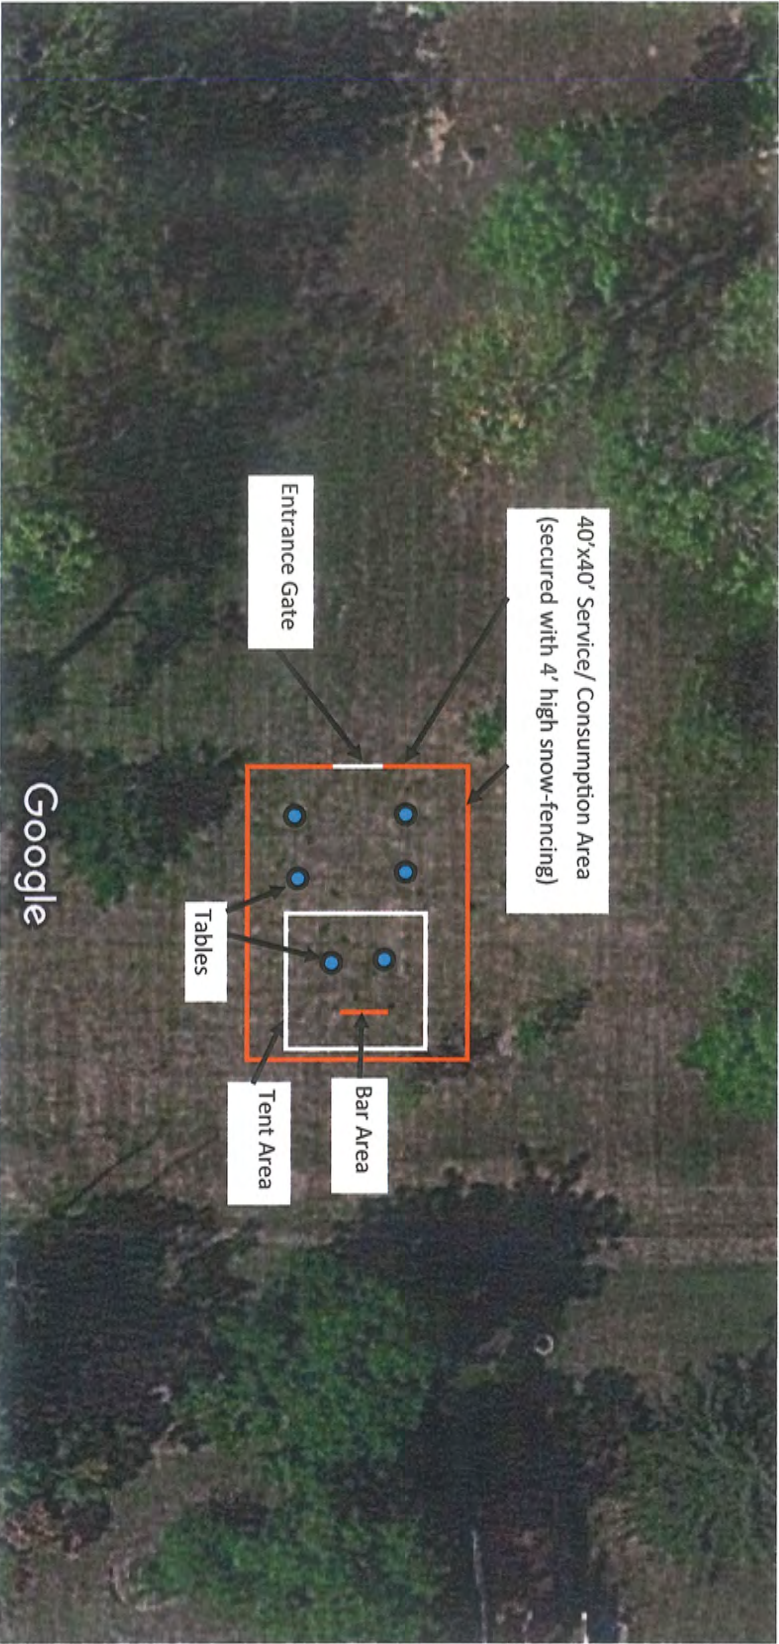 40'x40' Service/ Consumption Area
(secured with 4' high snow-fencing)
Entrance Gate
Bar Area
Tent Area
Tables
Google